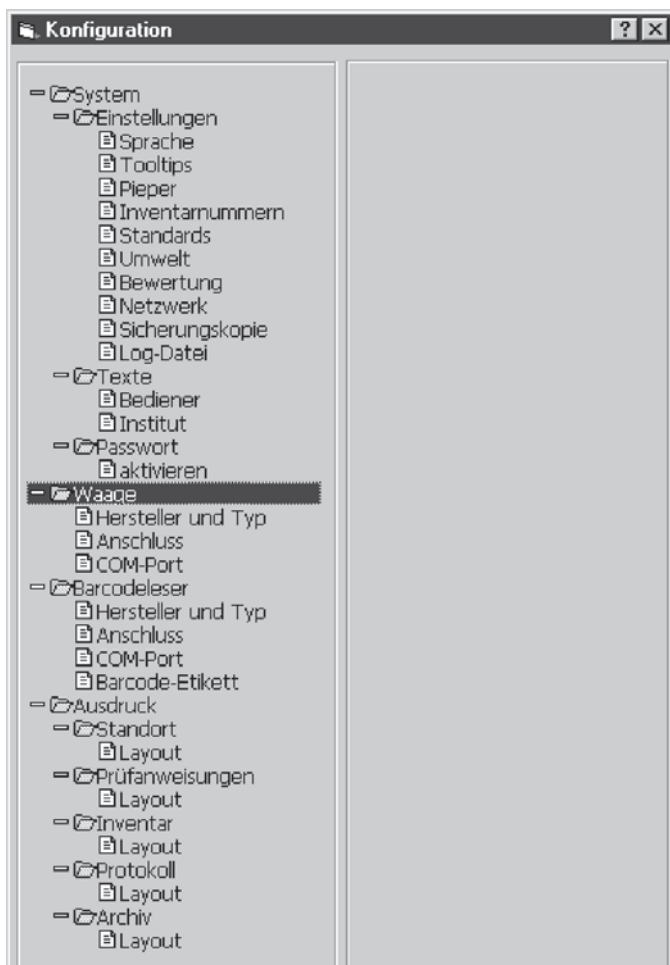 Konfiguration
System
Einstellungen
Sprache
Tooltips
Pieper
Inventarnummern
Standards
Umwelt
Bewertung
Netzwerk
Sicherungskopie
Log-Datei
Texte
Bediener
Institut
Passwort
aktivieren
Waage
Hersteller und Typ
Anschluss
COM-Port
Barcodeleser
Hersteller und Typ
Anschluss
COM-Port
Barcode-Etikett
Ausdruck
Standort
Layout
Prüfanweisungen
Layout
Inventar
Layout
Protokoll
Layout
Archiv
Layout